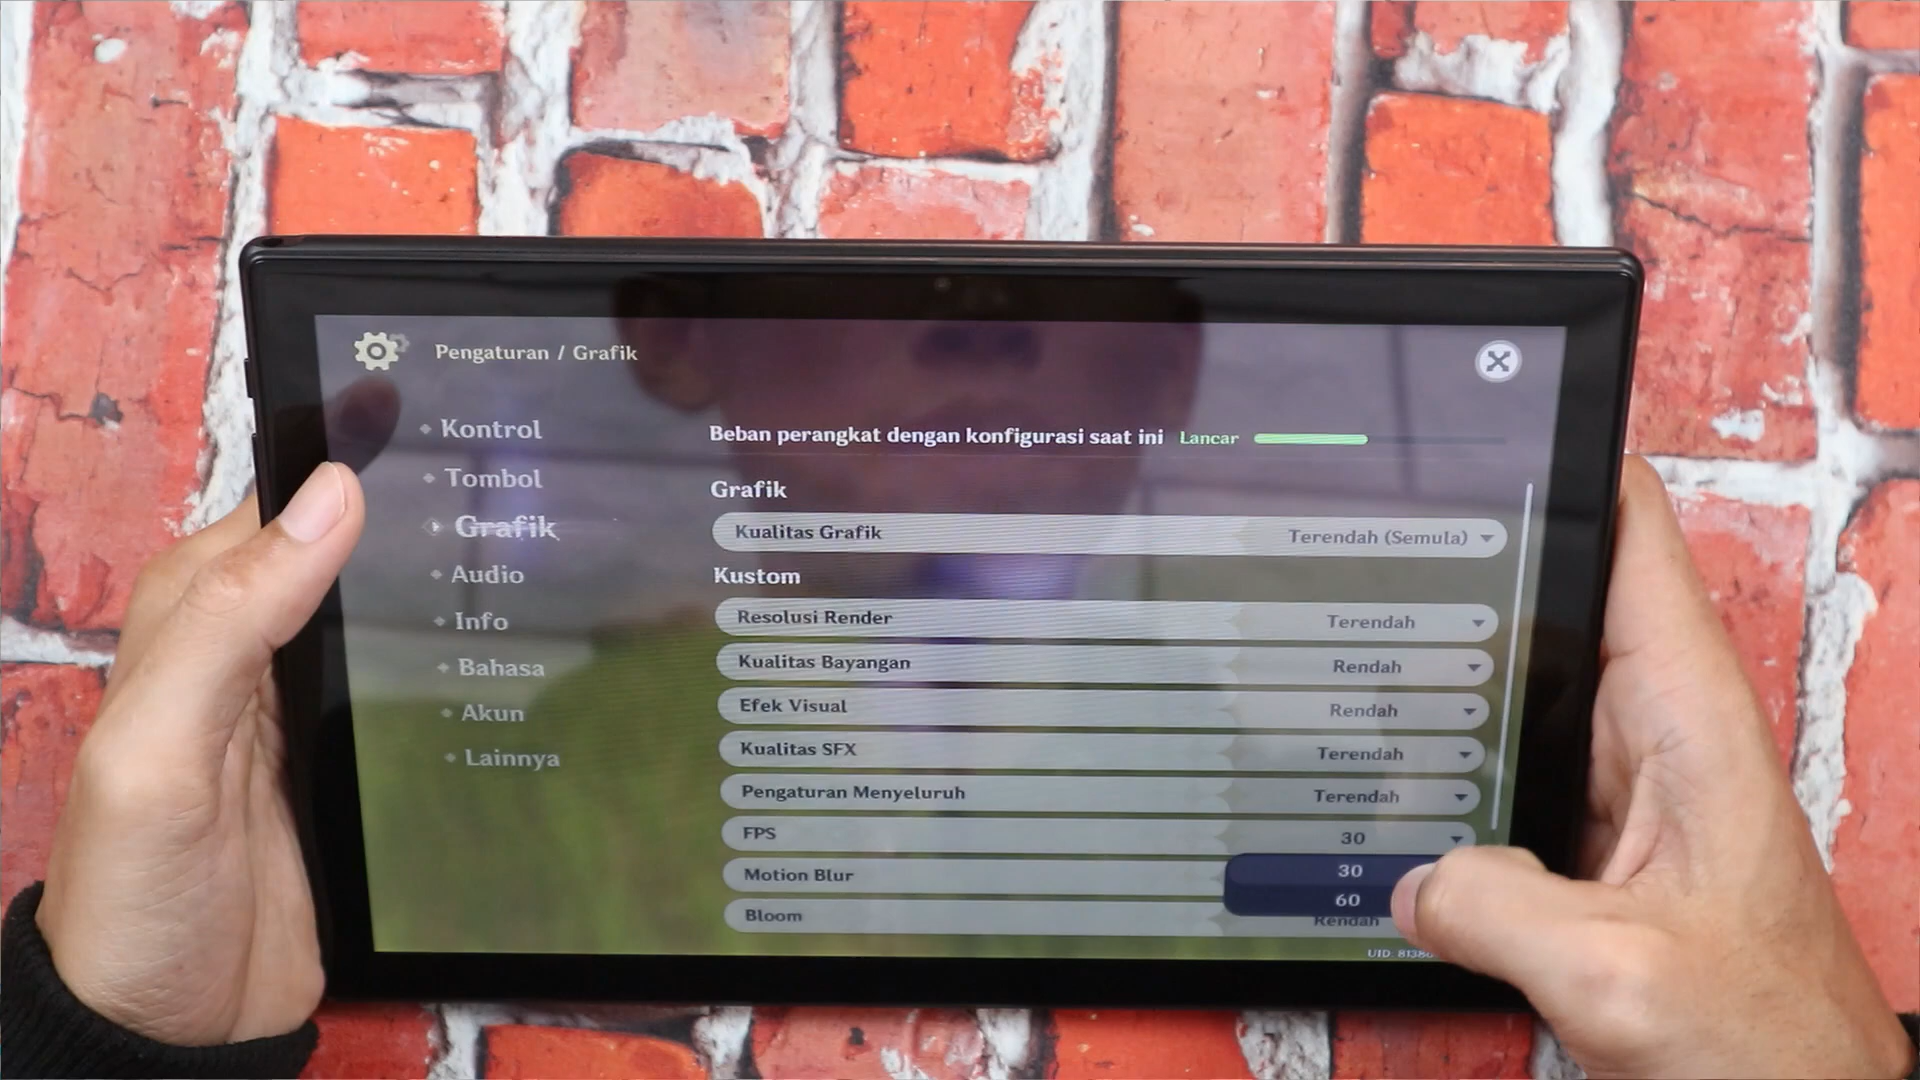 Pengaturan / Grafik
Kontrol
Tombol
Grafik
Audio
Info
Bahasa
Akun
Lainnya
Beban perangkat dengan konfigurasi saat ini Lancar
Grafik
Kualitas Grafik Terendah (Semula)
Kustom
Resolusi Render Terendah
Kualitas Bayangan Rendah
Efek Visual Rendah
Kualitas SFX Terendah
Pengaturan Menyeluruh Terendah
FPS 30
30
Motion Blur
60
Bloom Rendah
UID: 81386